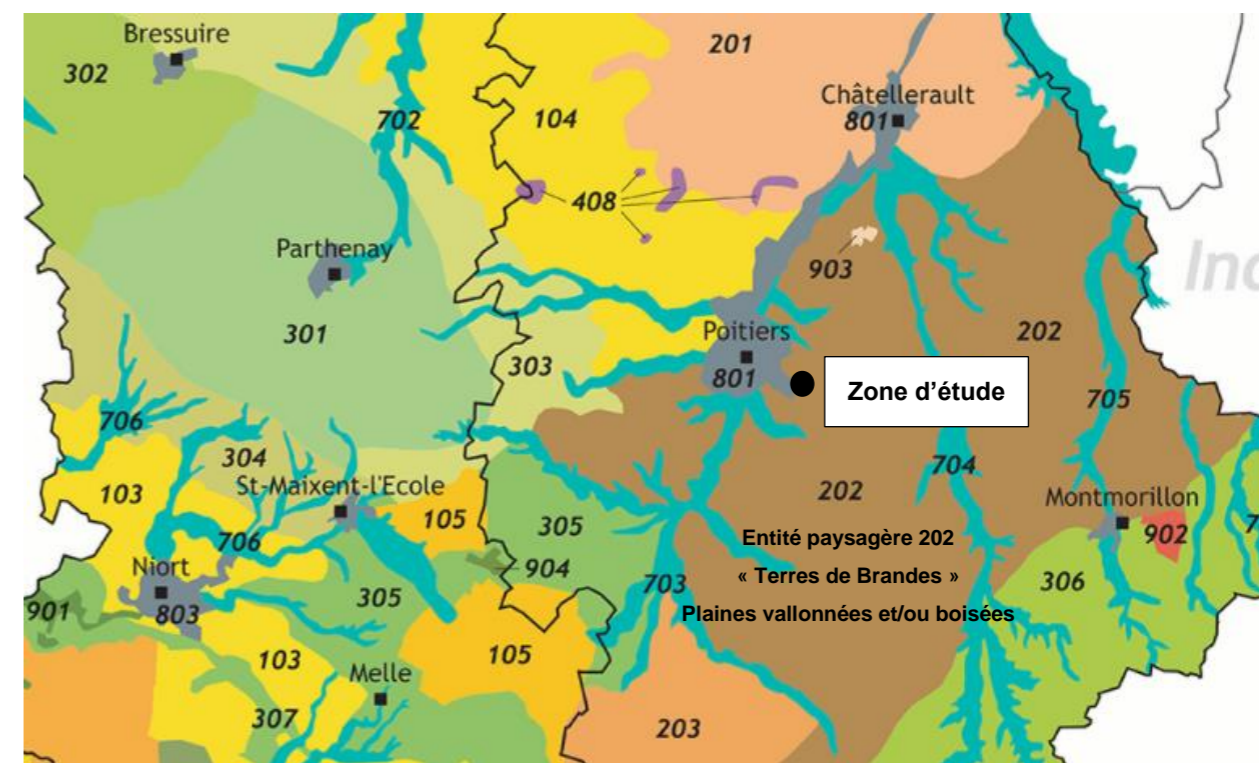 Bressuire
201
302
Châtellerault
801
702
104
408
Parthenay
903
Inc
301
Poitiers
202
303
801
Zone d'étude
705
706
304
704
103
St-Maixent-l'Ecole
202
Montmorillon
105
305
902
7
706
Entité paysagère 202
Niort
904
« Terres de Brandes »
306
901
803
305
703
Plaines vallonnées et/ou boisées
103
105
Melle
307
203